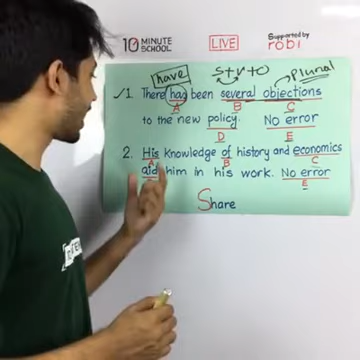 10 MINUTE SCHOOL
LIVE
Supported by
robi
have
S+V+O
Plural
✓1. There has been several objections
A B C
to the new policy. No error
D E
2. His knowledge of history and economics
A B C
aid him in his work. No error
E
Share